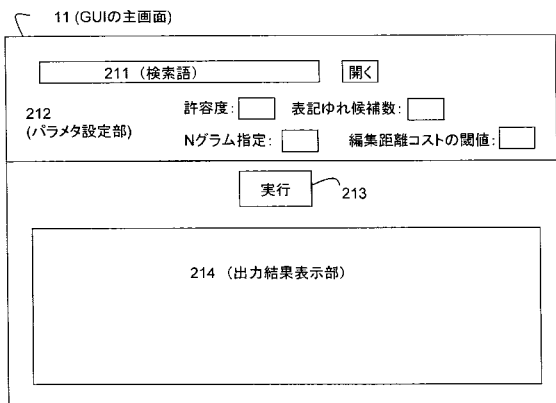 11 (GUIの主画面)
211 (検索語) 開く
212 許容度: 表記ゆれ候補数:
(パラメタ設定部) Nグラム指定: 編集距離コストの閾値:
実行 213
214 (出力結果表示部)